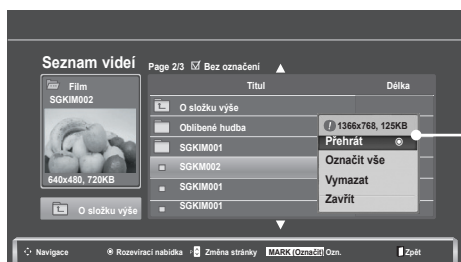 Seznam videí
Page 2/3 ☑ Bez označení
Film
SGKIM002
640x480, 720KB
O složku výše
Titul
Délka
O složku výše
Oblíbené hudba
SGKIM001
SGKM002
SGKIM001
SGKIM001
1366x768, 125KB
Přehrát
Označit vše
Vymazat
Zavřít
Navigace
Rozevírací nabídka
Změna stránky
MARK (Označit) Ozn.
Zpět